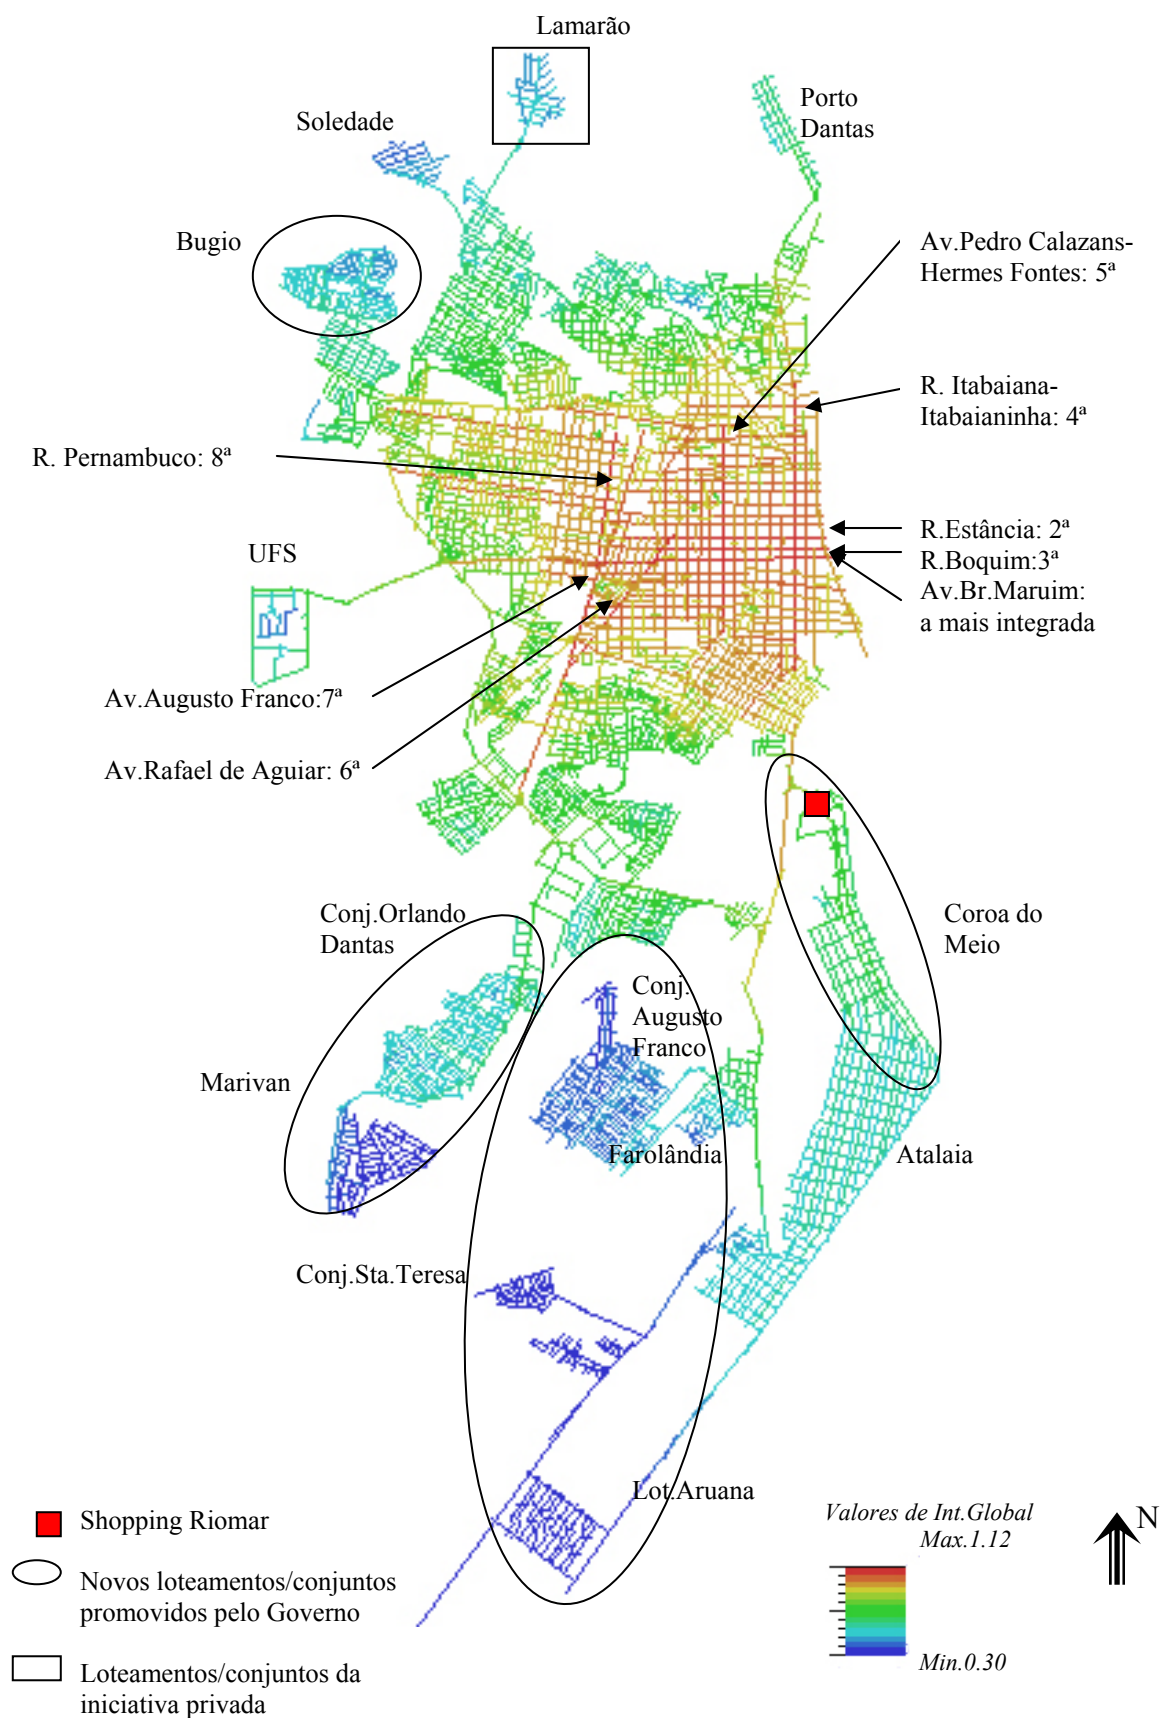 Lamarão
Soledade
Porto
Dantas
Bugio
Av.Pedro Calazans-
Hermes Fontes: 5ª
R. Itabaiana-
Itabaianinha: 4ª
R. Pernambuco: 8ª
R.Estância: 2ª
R.Boquim:3ª
Av.Br.Maruim:
a mais integrada
UFS
Av.Augusto Franco:7ª
Av.Rafael de Aguiar: 6ª
Conj.Orlando
Dantas
Coroa do
Meio
Conj.
Augusto
Franco
Marivan
Farolândia
Atalaia
Conj.Sta.Teresa
Lot.Aruana
Shopping Riomar
Novos loteamentos/conjuntos
promovidos pelo Governo
Loteamentos/conjuntos da
iniciativa privada
Valores de Int.Global
Max.1.12
Min.0.30
N